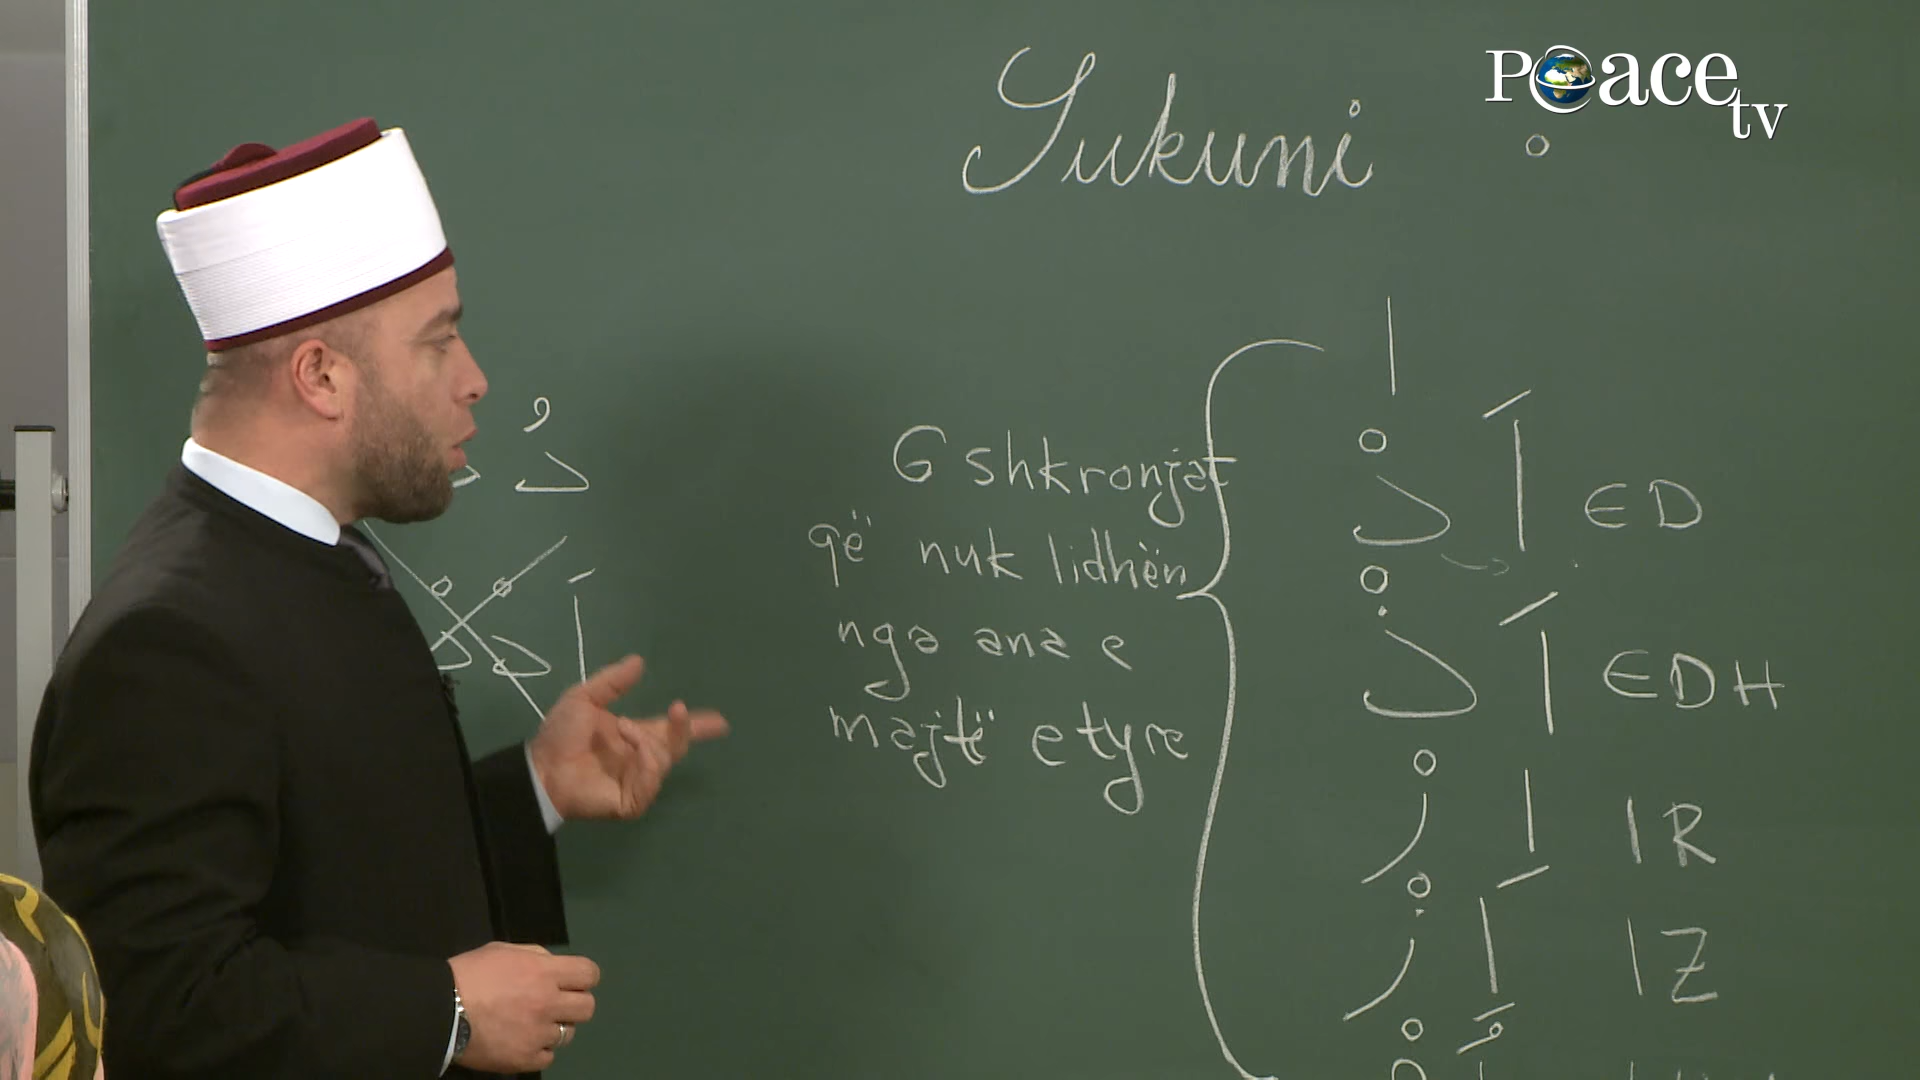 Peace tv
Sukuni ْ
6 shkronjat
që nuk lidhën
nga ana e
majtë e tyre
ا
اَدْ ED
اَذْ EDH
اِرْ IR
اِزْ IZ